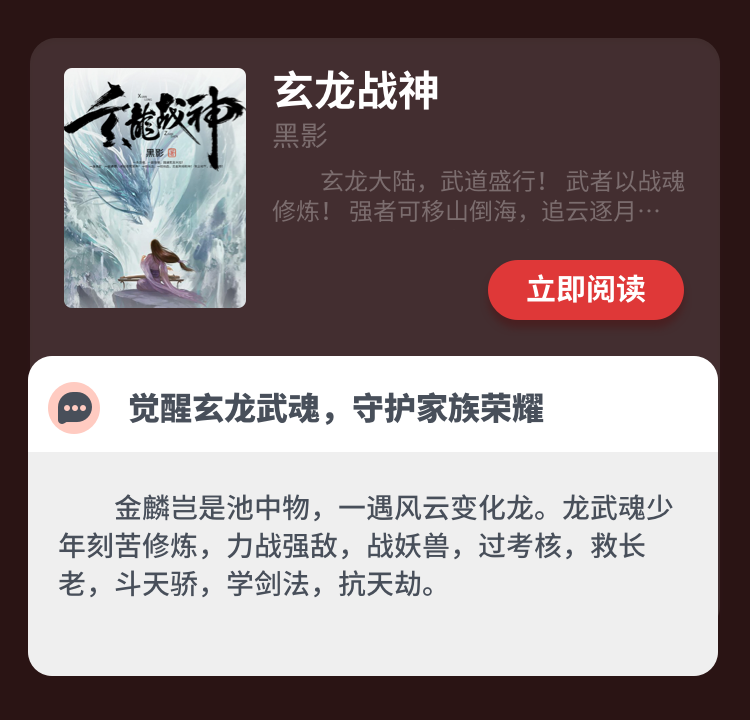 玄龙战神
黑影
玄龙战神
黑影
玄龙大陆，武道盛行！ 武者以战魂
修炼！ 强者可移山倒海，追云逐月…
立即阅读
觉醒玄龙武魂，守护家族荣耀
金麟岂是池中物，一遇风云变化龙。龙武魂少
年刻苦修炼，力战强敌，战妖兽，过考核，救长
老，斗天骄，学剑法，抗天劫。